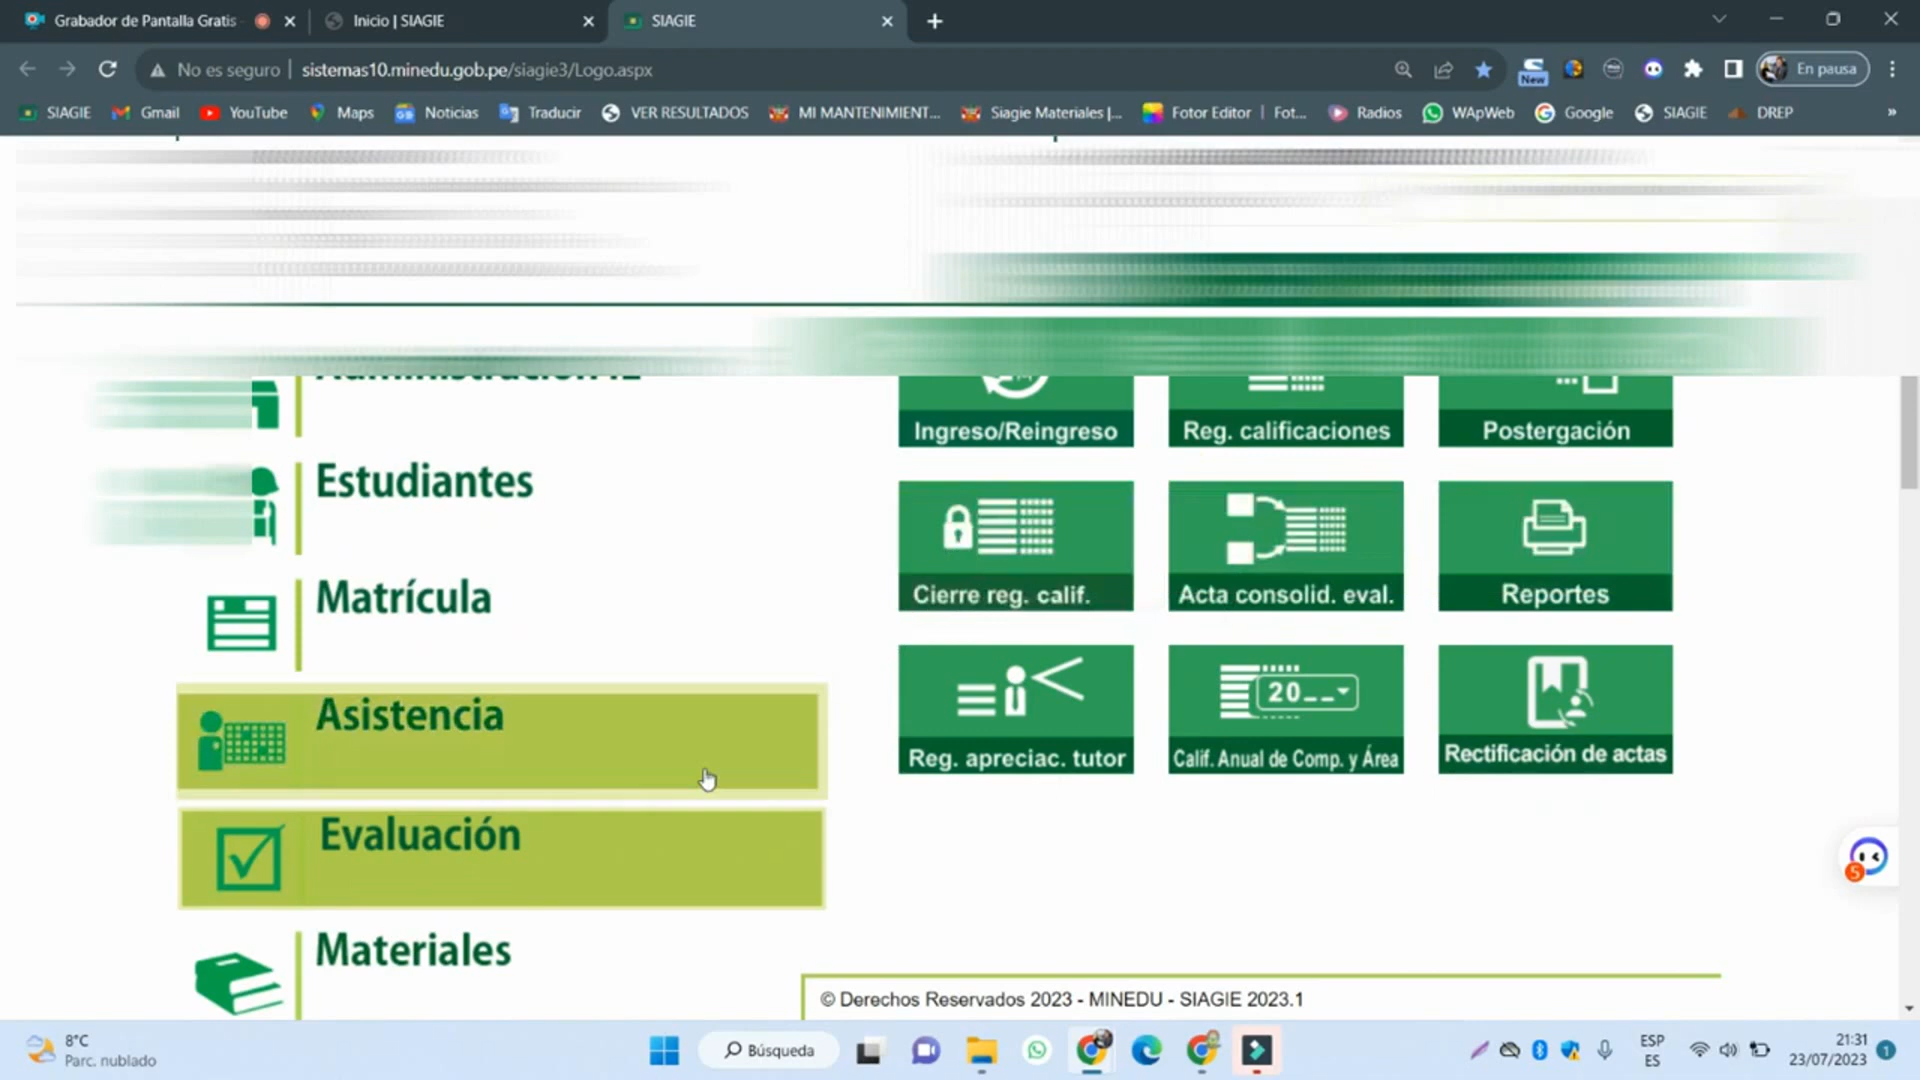 Grabador de Pantalla Gratis
Inicio | SIAGIE
SIAGIE
No es seguro
sistemas10.minedu.gob.pe/siagie3/Logo.aspx
New
En pausa
SIAGIE
Gmail
YouTube
Maps
Noticias
Traducir
VER RESULTADOS
MI MANTENIMIENT...
Siagie Materiales |...
Fotor Editor | Fot...
Radios
WApWeb
Google
SIAGIE
DREP
»
Ingreso/Reingreso
Reg. calificaciones
Postergación
Estudiantes
Cierre reg. calif.
Acta consolid. eval.
Reportes
Matrícula
Asistencia
20__
Reg. apreciac. tutor
Calif. Anual de Comp. y Área
Rectificación de actas
Evaluación
5
Materiales
© Derechos Reservados 2023 - MINEDU - SIAGIE 2023.1
8°C
Parc. nublado
Búsqueda
ESP
ES
21:31
23/07/2023
1